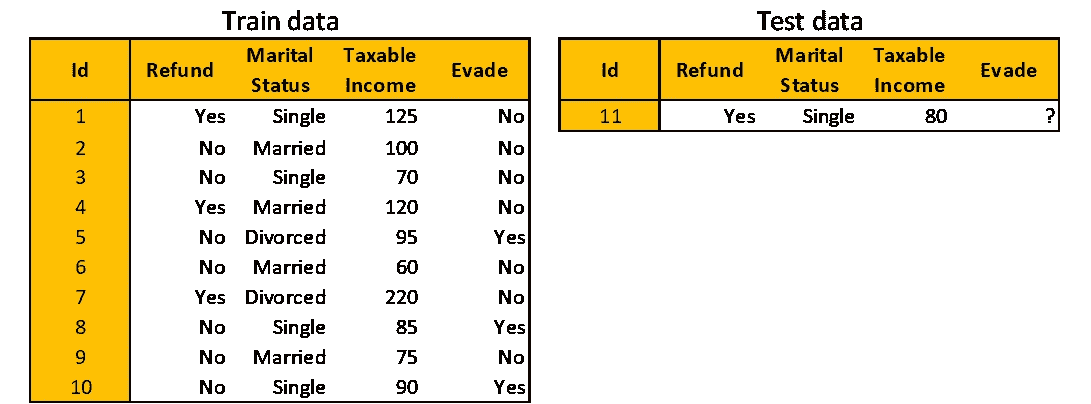 Train data
Id Refund Marital Status Taxable Income Evade
1 Yes Single 125 No
2 No Married 100 No
3 No Single 70 No
4 Yes Married 120 No
5 No Divorced 95 Yes
6 No Married 60 No
7 Yes Divorced 220 No
8 No Single 85 Yes
9 No Married 75 No
10 No Single 90 Yes
Test data
Id Refund Marital Status Taxable Income Evade
11 Yes Single 80 ?